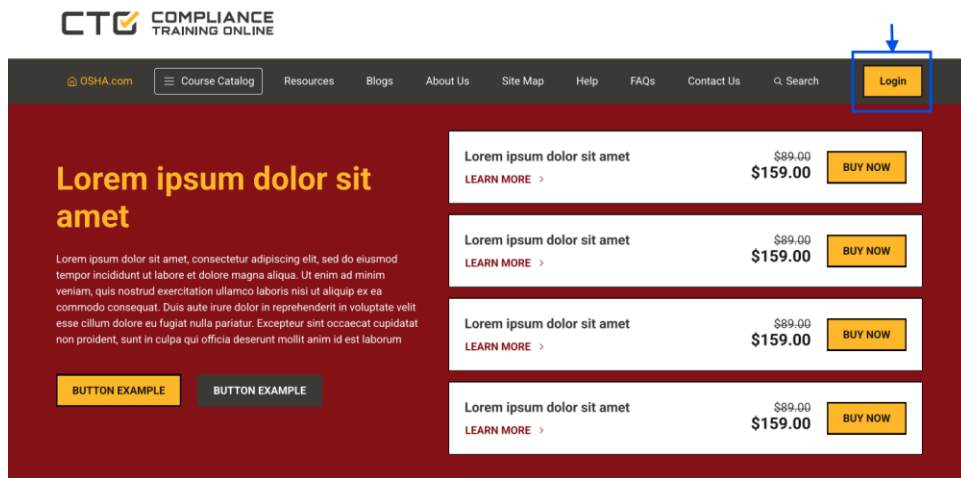 CTO COMPLIANCE
TRAINING ONLINE
OSHA.com Course Catalog Resources Blogs About Us Site Map Help FAQs Contact Us Search Login
Lorem ipsum dolor sit
amet
Lorem ipsum dolor sit amet, consectetur adipiscing elit, sed do eiusmod
tempor incididunt ut labore et dolore magna aliqua. Ut enim ad minim
veniam, quis nostrud exercitation ullamco laboris nisi ut aliquip ex ea
commodo consequat. Duis aute irure dolor in reprehenderit in voluptate velit
esse cillum dolore eu fugiat nulla pariatur. Excepteur sint occaecat cupidatat
non proident, sunt in culpa qui officia deserunt mollit anim id est laborum
BUTTON EXAMPLE BUTTON EXAMPLE
Lorem ipsum dolor sit amet
LEARN MORE
$89.00
$159.00
BUY NOW
Lorem ipsum dolor sit amet
LEARN MORE
$89.00
$159.00
BUY NOW
Lorem ipsum dolor sit amet
LEARN MORE
$89.00
$159.00
BUY NOW
Lorem ipsum dolor sit amet
LEARN MORE
$89.00
$159.00
BUY NOW